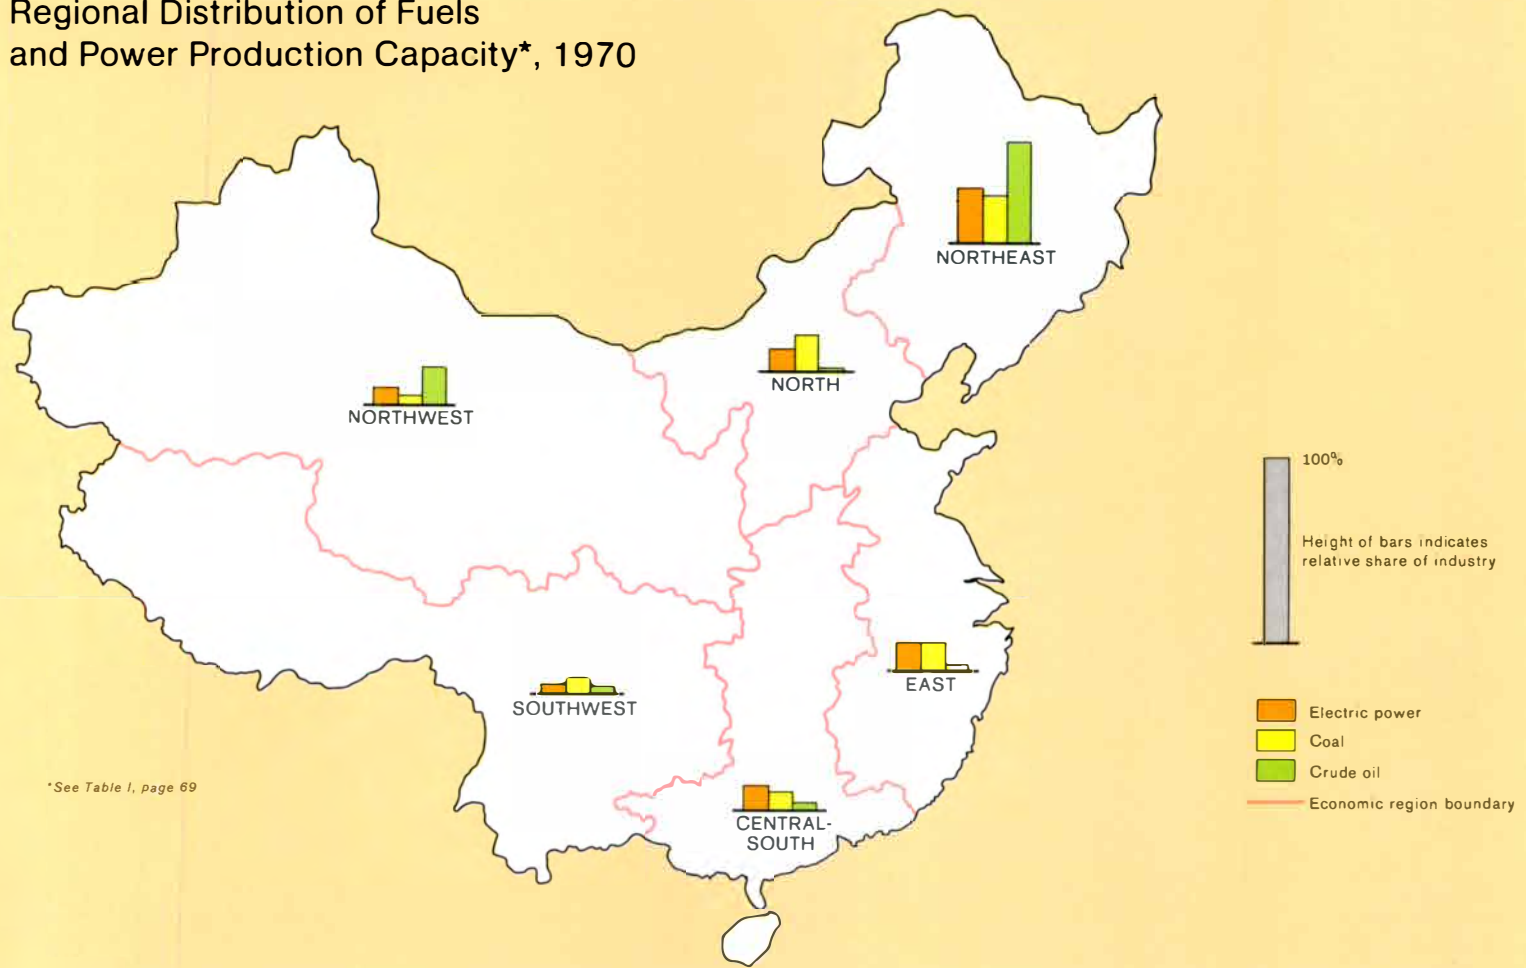 Regional Distribution of Fuels
and Power Production Capacity*, 1970
NORTHEAST
NORTH
NORTHWEST
100%
Height of bars indicates
relative share of industry
EAST
SOUTHWEST
Electric power
Coal
Crude oil
Economic region boundary
*See Table I, page 69
CENTRAL-
SOUTH